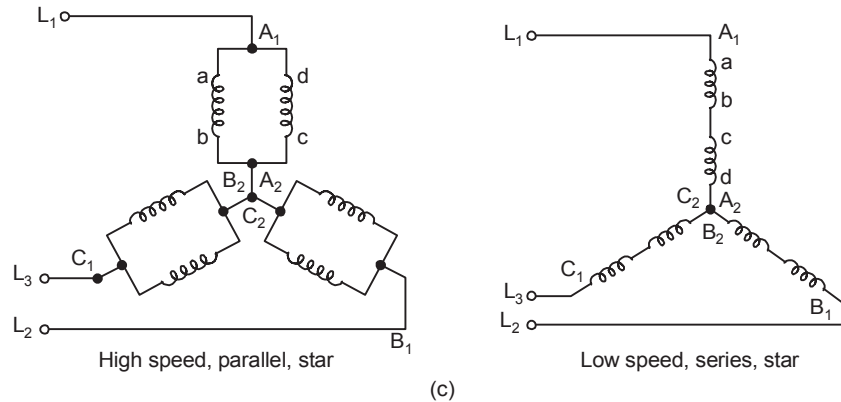 L1
A1
a
d
b
c
B2
A2
C2
C1
L3
L2
B1
High speed, parallel, star
L1
A1
a
b
c
d
C2
A2
B2
C1
L3
B1
L2
Low speed, series, star
(c)